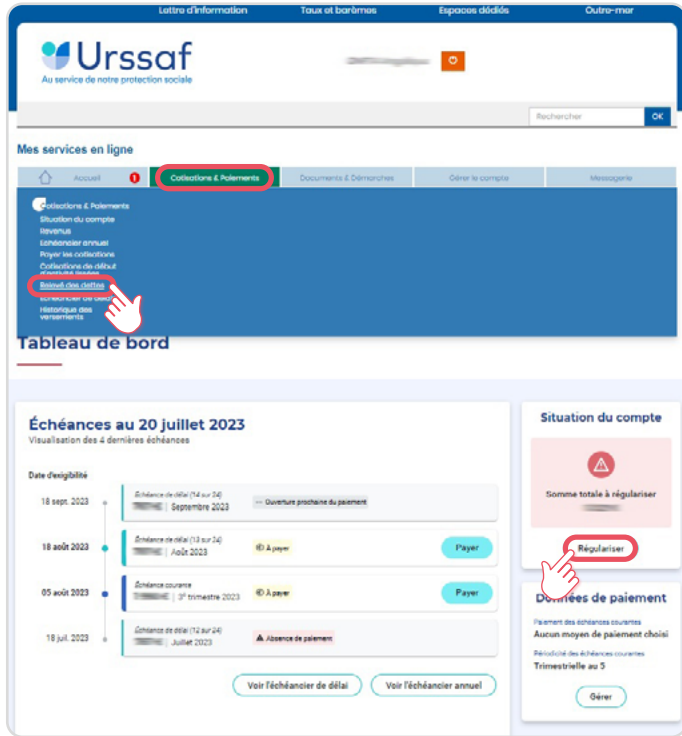 Lettre d'information Taux et barèmes Espaces dédiés Outre-mer
Urssaf
Au service de notre protection sociale
Rechercher OK
Mes services en ligne
Accueil 1 Cotisations & Paiements Documents & Démarches Gérer le compte Messagerie
Cotisations & Paiements
Situation du compte
Revenus
Echéancier annuel
Payer les cotisations
Cotisations de début
d'activité lissées
Relevé des dettes
Echéancier de délai
Historique des
versements
Tableau de bord
Échéances au 20 juillet 2023
Visualisation des 4 dernières échéances
Date d'exigibilité
18 sept. 2023
Échéance de délai (14 sur 24)
| Septembre 2023
Ouverture prochaine du paiement
18 août 2023
Échéance de délai (13 sur 24)
| Août 2023
À payer
Payer
05 août 2023
Échéance courante
| 3° trimestre 2023
À payer
Payer
18 juil. 2023
Échéance de délai (12 sur 24)
| Juillet 2023
Absence de paiement
Voir l'échéancier de délai
Voir l'échéancier annuel
Situation du compte
Somme totale à régulariser
Régulariser
Données de paiement
Paiement des échéances courantes
Aucun moyen de paiement choisi
Périodicité des échéances courantes
Trimestrielle au 5
Gérer